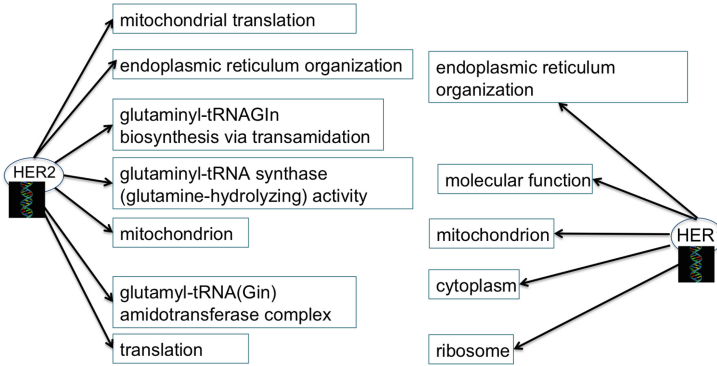 mitochondrial translation
endoplasmic reticulum organization
glutaminyl-tRNAGIn
biosynthesis via transamidation
HER2
glutaminyl-tRNA synthase
(glutamine-hydrolyzing) activity
mitochondrion
glutamyl-tRNA(Gin)
amidotransferase complex
translation
endoplasmic reticulum
organization
molecular function
mitochondrion
HER
cytoplasm
ribosome